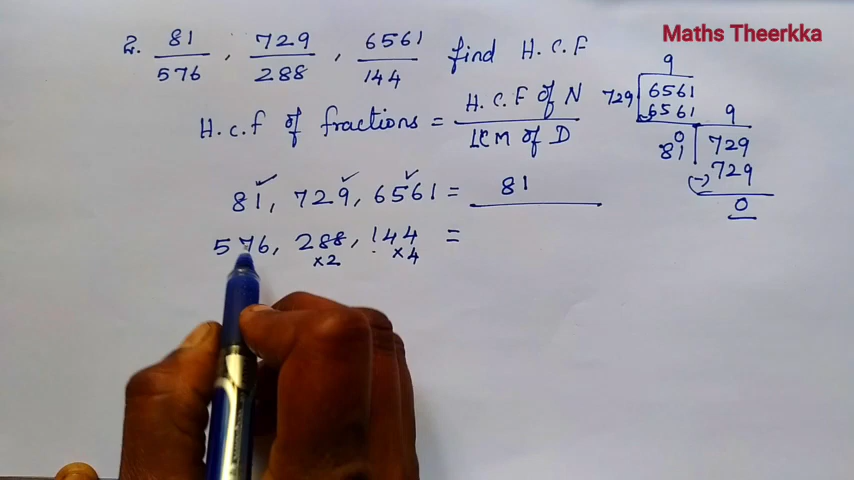 Maths Theerkka
2. 81/576 , 729/288 , 6561/144 find H.C.F
H.C.F of fractions = H.C.F of N / LCM of D
81, 729, 6561 = 81
576, 288, 144 =
×2 ×4
9
729 6561
6561 9
0
81 729
(-) 729
0